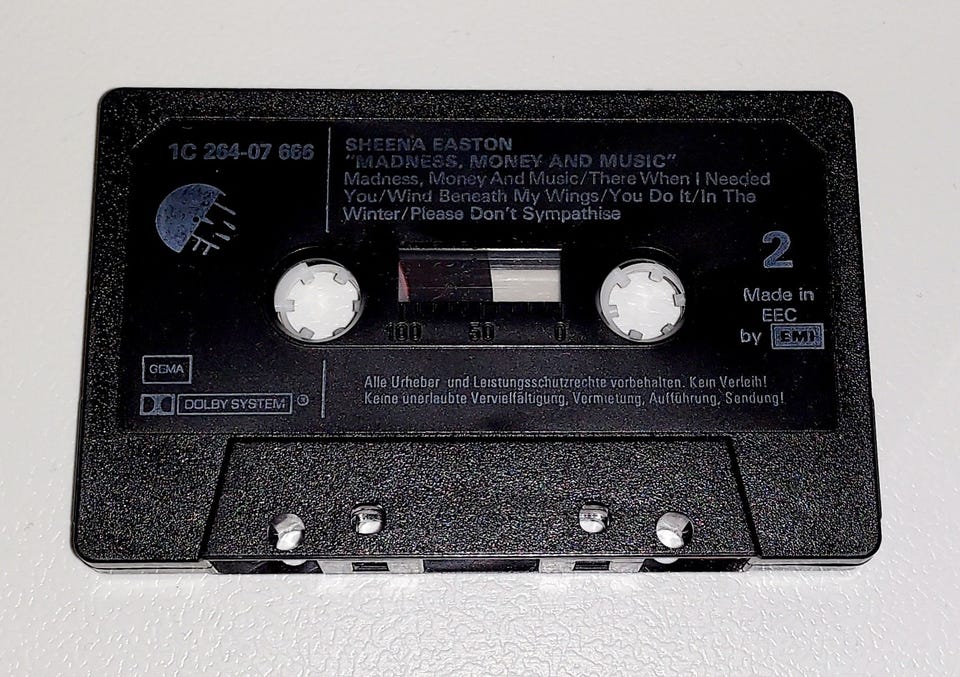 1C 264-07 666
SHEENA EASTON
"MADNESS, MONEY AND MUSIC"
Madness, Money And Music/There When I Needed
You/Wind Beneath My Wings/You Do It/In The
Winter/Please Don't Sympathise
2
Made in
EEC
by EMI
100 50 0
GEMA
DOLBY SYSTEM ®
Alle Urheber und Leistungsschutzrechte vorbehalten. Kein Verleih!
Keine unerlaubte Vervielfältigung, Vermietung, Aufführung, Sendung!